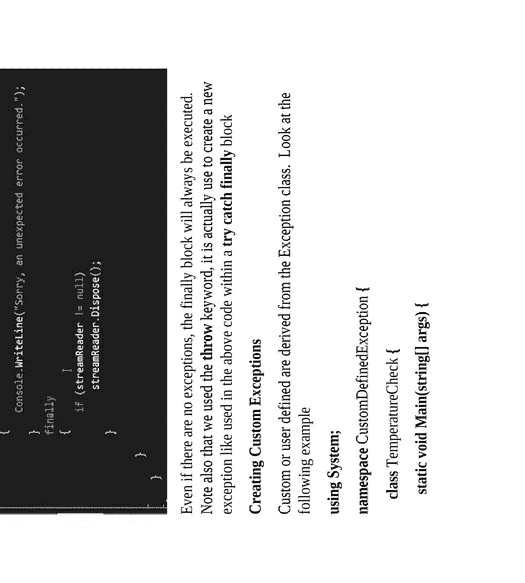 {
Console.WriteLine("Sorry, an unexpected error occurred.");
}
finally
{
if (streamReader != null)
streamReader.Dispose();
}
}
}
Even if there are no exceptions, the finally block will always be executed.
Note also that we used the throw keyword, it is actually use to create a new
exception like used in the above code within a try catch finally block
Creating Custom Exceptions
Custom or user defined are derived from the Exception class. Look at the
following example
using System;
namespace CustomDefinedException {
class TemperatureCheck {
static void Main(string[] args) {